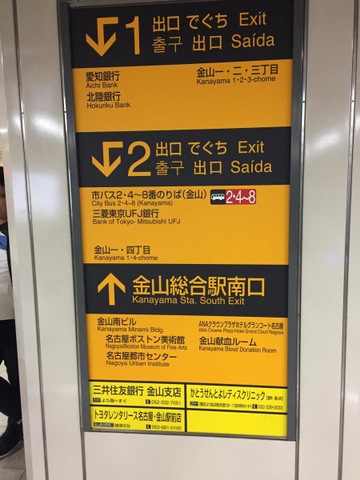 1 出口 でぐち Exit
출구 出口 Saída
愛知銀行
Aichi Bank
北陸銀行
Hokuriku Bank
金山一・二・三丁目
Kanayama 1-2-3-chome
2 出口 でぐち Exit
출구 出口 Saída
市バス2・4〜8番のりば(金山) 2・4〜8
City Bus 2・4〜8 (Kanayama)
三菱東京UFJ銀行
Bank of Tokyo- Mitsubishi UFJ
金山一・四丁目
Kanayama 1-4-chome
金山総合駅南口
Kanayama Sta. South Exit
金山南ビル
Kanayama Minami Bldg.
名古屋ボストン美術館
Nagoya/Boston Museum of Fine Arts
名古屋都市センター
Nagoya Urban Institute
ANAクラウンプラザホテルグランコート名古屋
ANA Crowne Plaza Hotel Grand Court Nagoya
金山献血ルーム
Kanayama Blood Donation Room
三井住友銀行 金山支店
052-332-7051
かとうせんとよレディスクリニック
052-339-0033
トヨタレンタリース名古屋・金山駅前店
052-681-0100